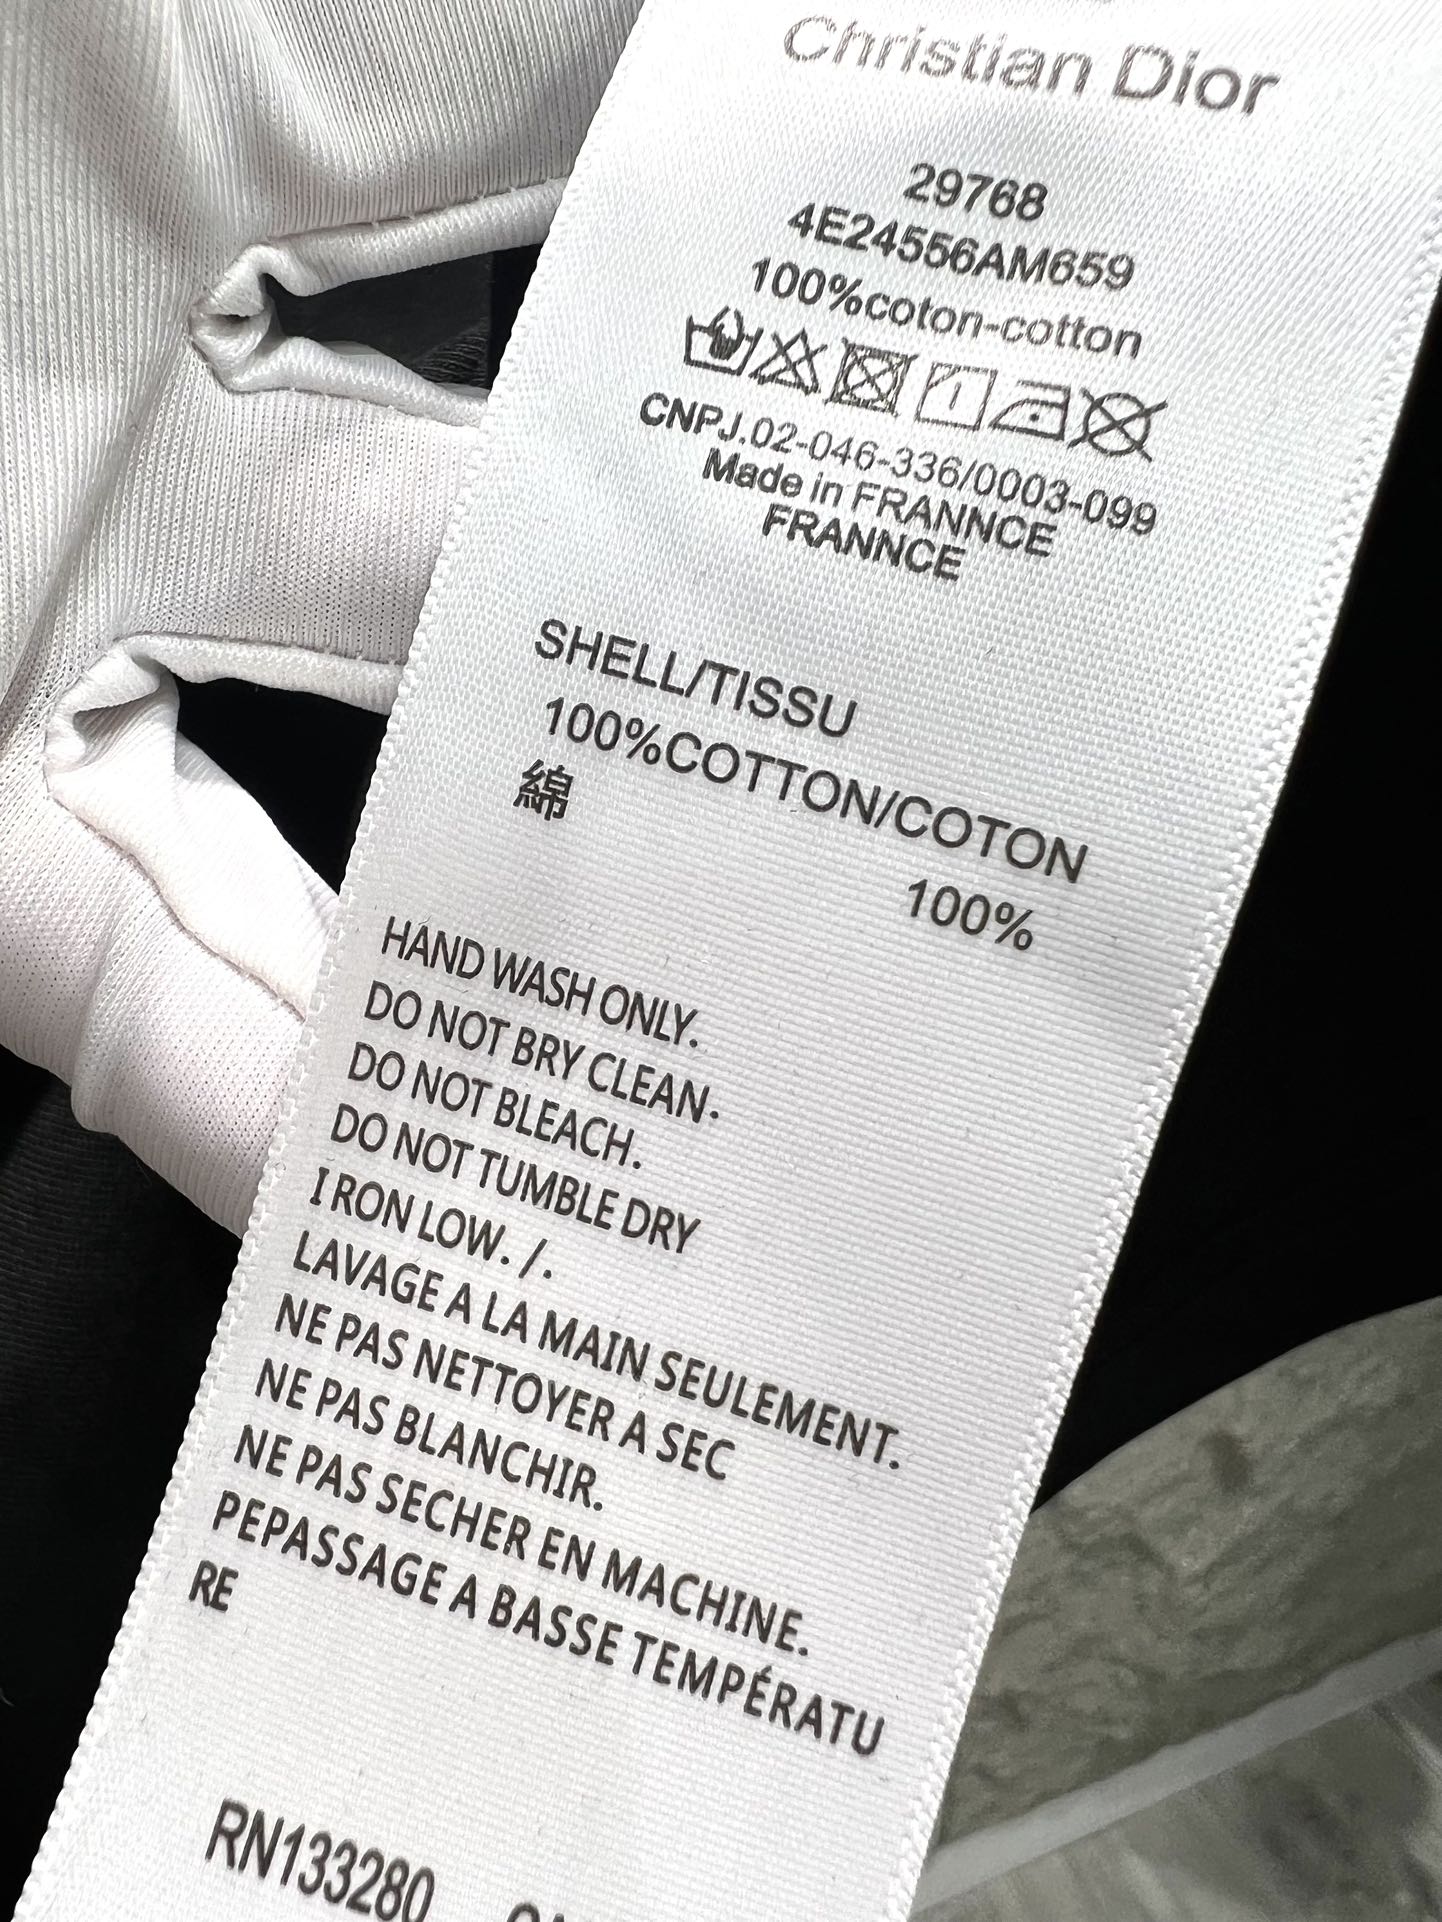 Christian Dior
29768
4E24556AM659
100%coton-cotton
CNPJ.02-046-336/0003-099
Made in FRANNCE
FRANNCE
SHELL/TISSU
100%COTTON/COTON
綿
100%
HAND WASH ONLY.
DO NOT BRY CLEAN.
DO NOT BLEACH.
DO NOT TUMBLE DRY
I RON LOW. /.
LAVAGE A LA MAIN SEULEMENT.
NE PAS NETTOYER A SEC
NE PAS BLANCHIR.
NE PAS SECHER EN MACHINE.
PEPASSAGE A BASSE TEMPÉRATU
RE
RN133280